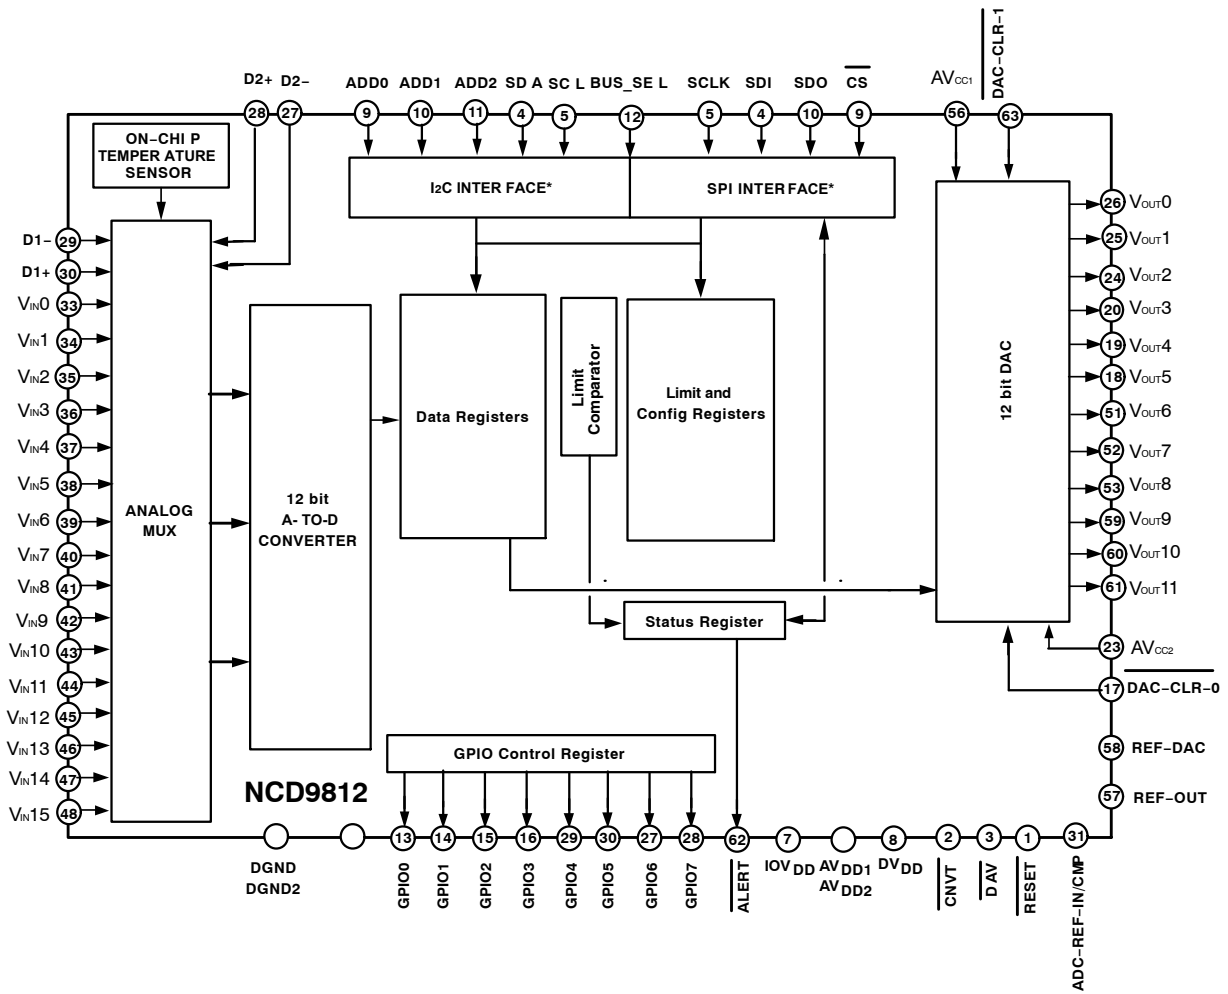 D2+ D2− ADD0 ADD1 ADD2 SD A SC L BUS_SE L SCLK SDI SDO CS AVCC1 DAC−CLR−1
28 27 9 10 11 4 5 12 5 4 10 9 56 63
ON−CHI P
TEMPER ATURE
SENSOR
I2C INTER FACE*
SPI INTER FACE*
D1− 29
D1+ 30
VIN0 33
VIN1 34
VIN2 35
VIN3 36
VIN4 37
VIN5 38
VIN6 39
VIN7 40
VIN8 41
VIN9 42
VIN10 43
VIN11 44
VIN12 45
VIN13 46
VIN14 47
VIN15 48
ANALOG
MUX
12 bit
A- TO-D
CONVERTER
Data Registers
Limit
Comparator
Limit and
Config Registers
12 bit DAC
Status Register
26 VOUT0
25 VOUT1
24 VOUT2
20 VOUT3
19 VOUT4
18 VOUT5
51 VOUT6
52 VOUT7
53 VOUT8
59 VOUT9
60 VOUT10
61 VOUT11
23 AVCC2
17 DAC−CLR−0
58 REF−DAC
57 REF−OUT
GPIO Control Register
NCD9812
13 14 15 16 29 30 27 28 62 7 8 2 3 1 31
DGND
DGND2
GPIO0
GPIO1
GPIO2
GPIO3
GPIO4
GPIO5
GPIO6
GPIO7
ALERT
IOVDD
AVDD1
AVDD2
DVDD
CNVT
D AV
RESET
ADC−REF−IN/CMP